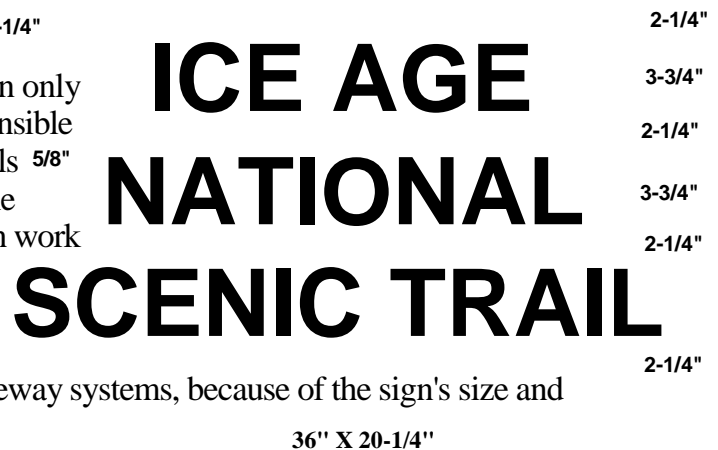 -1/4" 2-1/4"
ICE AGE
n only 3-3/4"
nsible 2-1/4"
ls 5/8"
NATIONAL 3-3/4"
e
n work 2-1/4"
SCENIC TRAIL
2-1/4"
eway systems, because of the sign's size and
36" X 20-1/4"